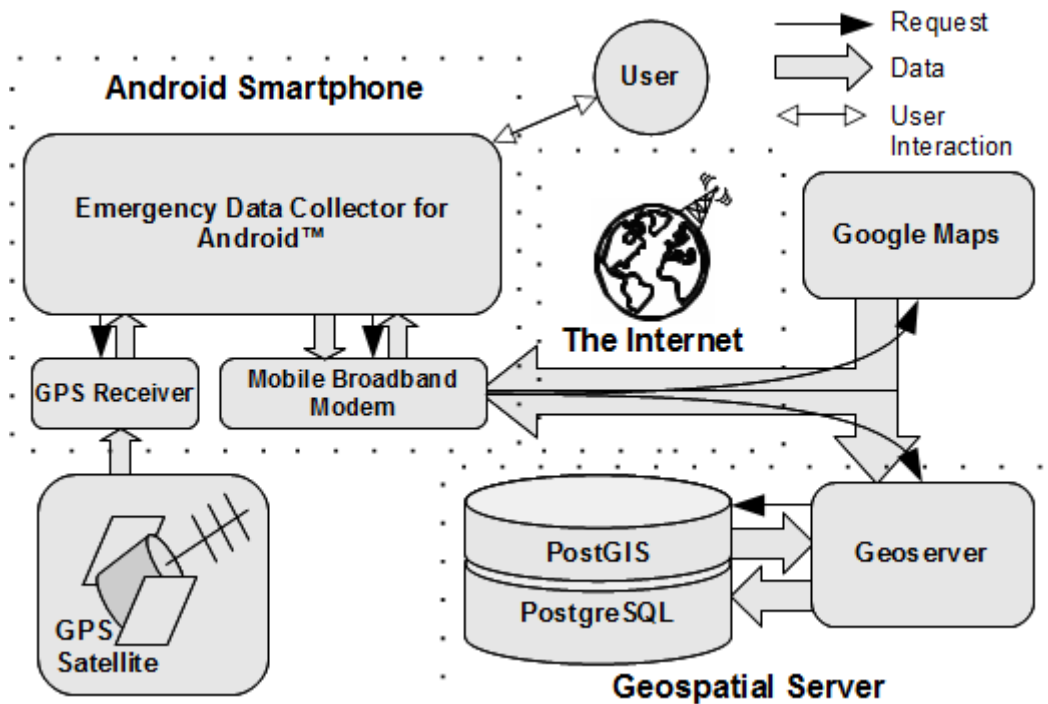 Request
Data
User
Interaction
Android Smartphone
User
Emergency Data Collector for
Android™
Google Maps
The Internet
GPS Receiver
Mobile Broadband
Modem
GPS
Satellite
PostGIS
PostgreSQL
Geoserver
Geospatial Server